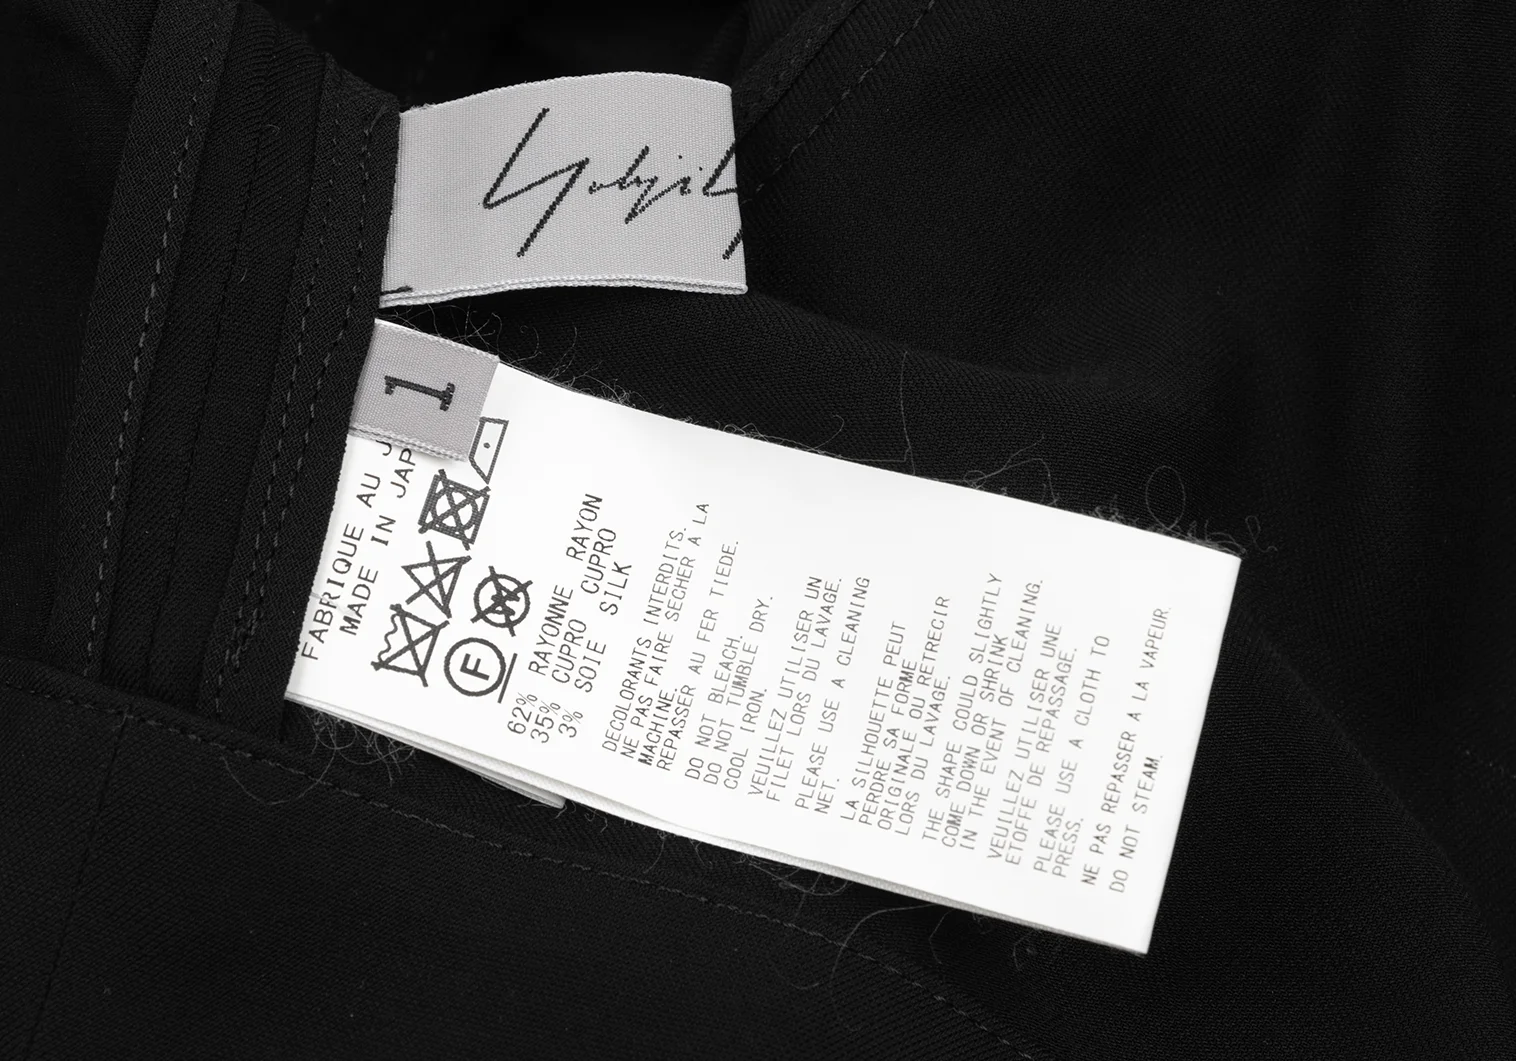 Yohji Y
1
FABRIQUE AU J
MADE IN JAP
F
W
62% RAYONNE RAYON
35% CUPRO CUPRO
3% SOIE SILK
DECOLORANTS INTERDITS.
NE PAS FAIRE SECHER A LA
MACHINE.
REPASSER AU FER TIEDE.
DO NOT BLEACH.
DO NOT TUMBLE DRY.
COOL IRON.
VEUILLEZ UTILISER UN
FILET LORS DU LAVAGE.
PLEASE USE A CLEANING
NET.
LA SILHOUETTE PEUT
PERDRE SA FORME
ORIGINALE OU RETRECIR
LORS DU LAVAGE.
THE SHAPE COULD SLIGHTLY
COME DOWN OR SHRINK
IN THE EVENT OF CLEANING.
VEUILLEZ UTILISER UNE
ETOFFE DE REPASSAGE.
PLEASE USE A CLOTH TO
PRESS.
NE PAS REPASSER A LA VAPEUR.
DO NOT STEAM.